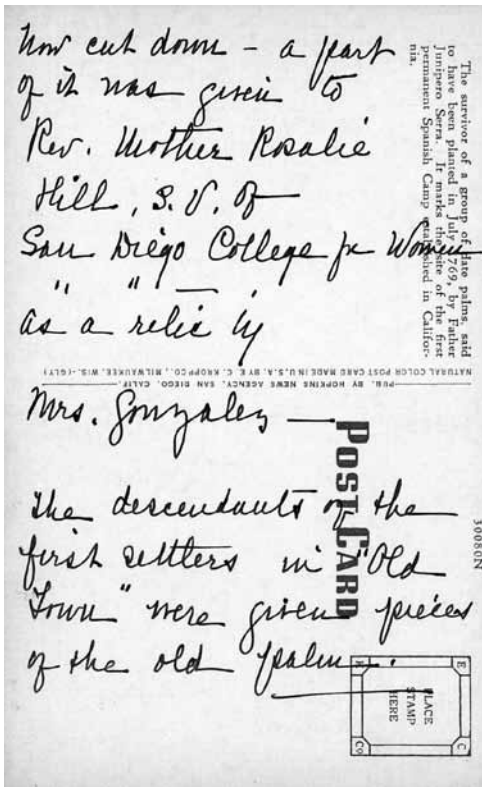 Now cut down – a part
of it was given to
Rev. Mother Rosalie
Hill, S. V. of
San Diego College for Women
" " —
as a relic by
Mrs. Gonzales —.
The descendants of the
first settlers in "Old
Town" were given pieces
of the old palm.
The survivor of a group of date palms, said
to have been planted in July 1769, by Father
Junipero Serra. It marks the site of the first
permanent Spanish Camp established in Califor-
nia.
PUB. BY HOPKINS NEWS AGENCY, SAN DIEGO, CALIF.
NATURAL COLOR POST CARD MADE IN U.S.A. BY E. C. KROPP CO., MILWAUKEE, WIS. (GLY)
POST CARD
30080N
PLACE
STAMP
HERE
E
C
K
Co